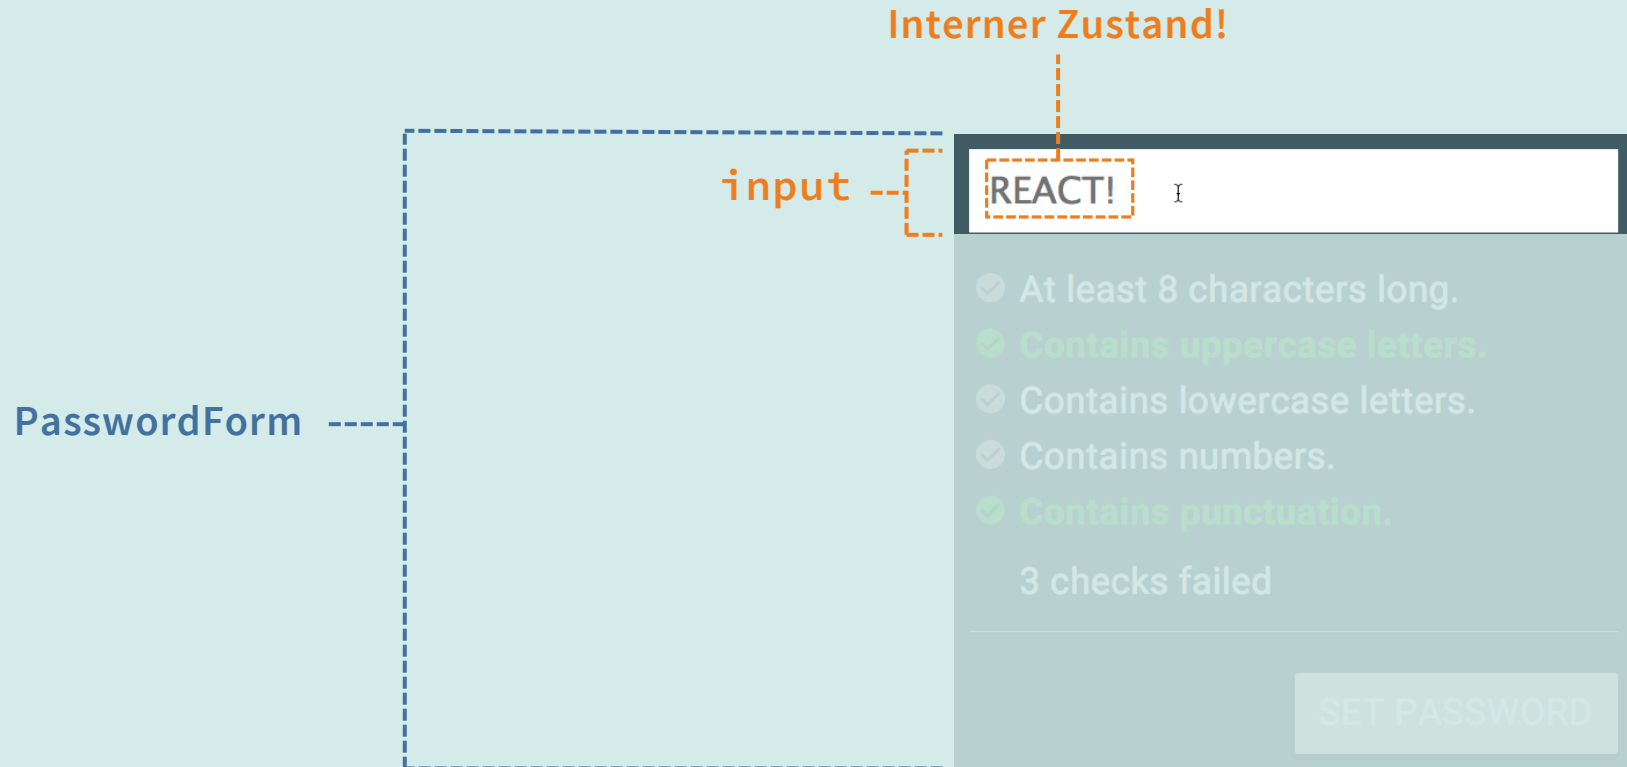 Interner Zustand!
input
REACT!
At least 8 characters long.
Contains uppercase letters.
PasswordForm
Contains lowercase letters.
Contains numbers.
Contains punctuation.
3 checks failed
SET PASSWORD